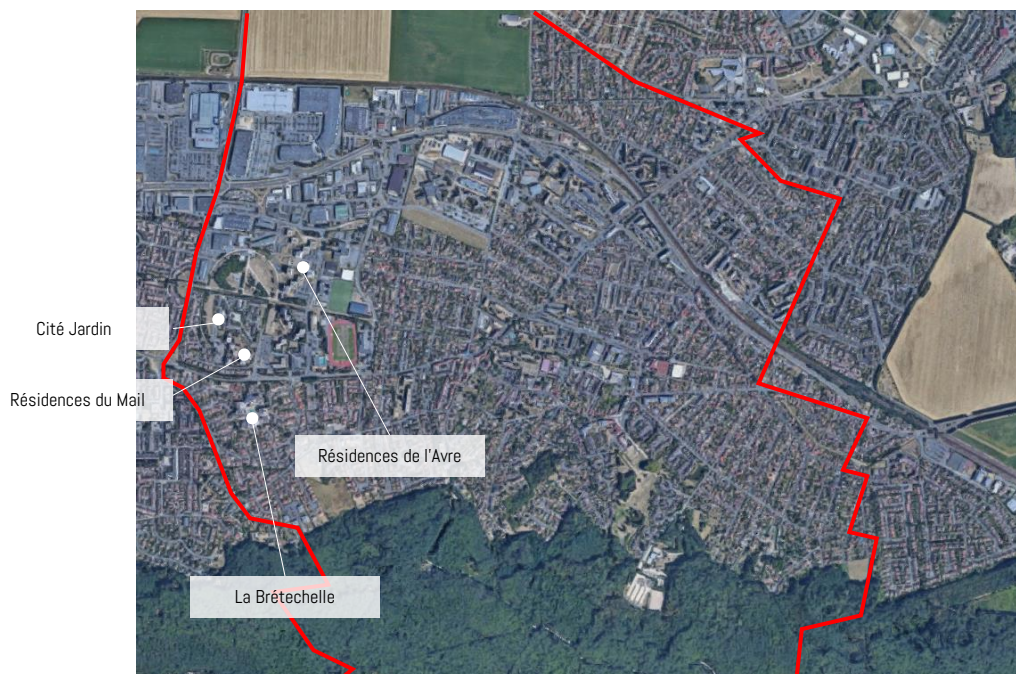 Cité Jardin
Résidences du Mail
Résidences de l'Avre
La Brétechelle